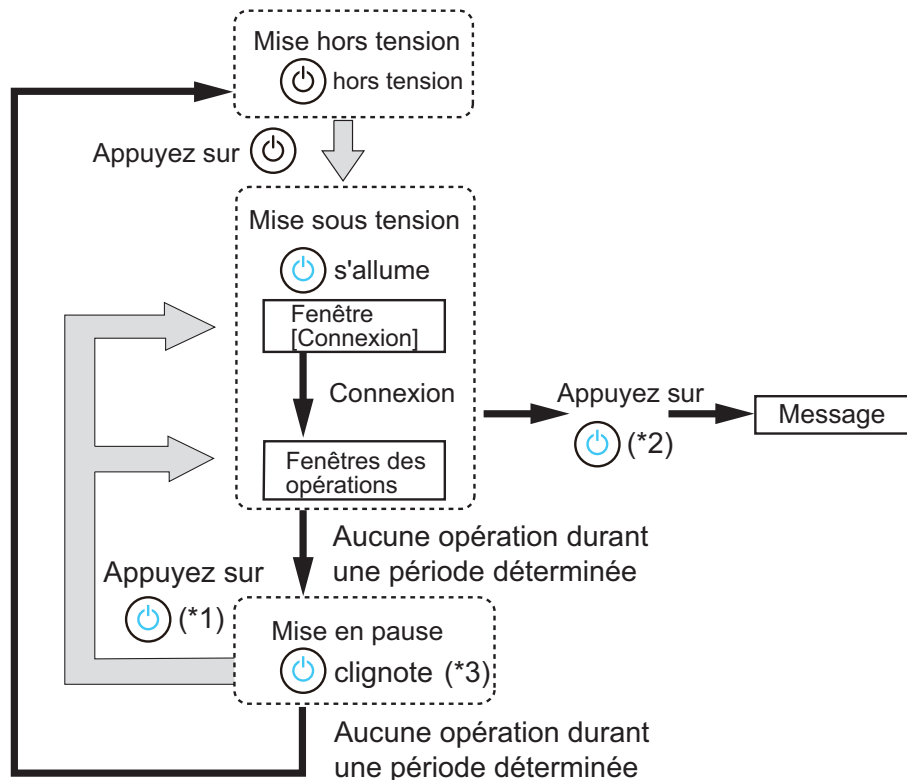 Mise hors tension
hors tension
Appuyez sur
Mise sous tension
s'allume
Fenêtre
[Connexion]
Connexion
Fenêtres des
opérations
Appuyez sur
(*2)
Message
Aucune opération durant
une période déterminée
Appuyez sur
(*1)
Mise en pause
clignote (*3)
Aucune opération durant
une période déterminée